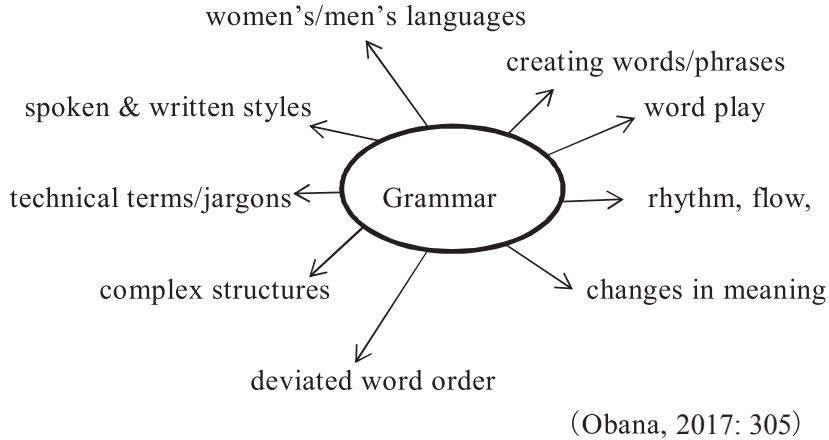 women’s/men’s languages
creating words/phrases
spoken & written styles
word play
technical terms/jargons
Grammar
rhythm, flow,
complex structures
changes in meaning
deviated word order
（Obana, 2017: 305）